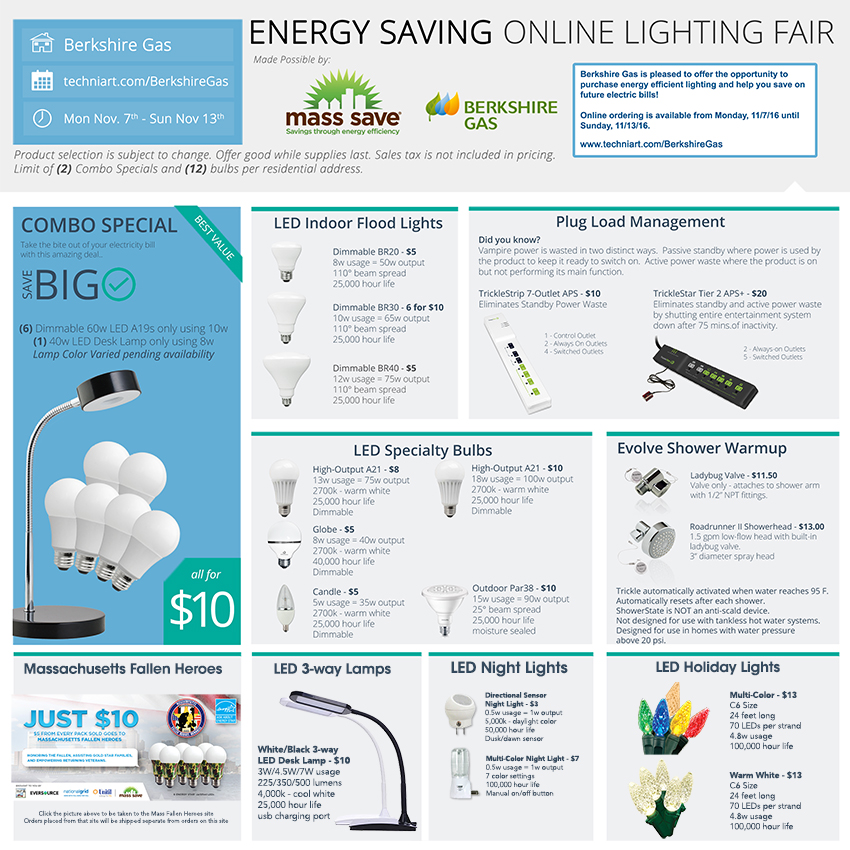 Berkshire Gas
techniart.com/BerkshireGas
Mon Nov. 7th - Sun Nov 13th
ENERGY SAVING ONLINE LIGHTING FAIR
Made Possible by:
mass save®
Savings through energy efficiency
BERKSHIRE
GAS
Berkshire Gas is pleased to offer the opportunity to
purchase energy efficient lighting and help you save on
future electric bills!
Online ordering is available from Monday, 11/7/16 until
Sunday, 11/13/16.
www.techniart.com/BerkshireGas
Product selection is subject to change. Offer good while supplies last. Sales tax is not included in pricing.
Limit of (2) Combo Specials and (12) bulbs per residential address.
COMBO SPECIAL
BEST VALUE
Take the bite out of your electricity bill
with this amazing deal..
SAVE
BIG
(6) Dimmable 60w LED A19s only using 10w
(1) 40w LED Desk Lamp only using 8w
Lamp Color Varied pending availability
all for
$10
LED Indoor Flood Lights
Dimmable BR20 - $5
8w usage = 50w output
110° beam spread
25,000 hour life
Dimmable BR30 - 6 for $10
10w usage = 65w output
110° beam spread
25,000 hour life
Dimmable BR40 - $5
12w usage = 75w output
110° beam spread
25,000 hour life
Plug Load Management
Did you know?
Vampire power is wasted in two distinct ways. Passive standby where power is used by
the product to keep it ready to switch on. Active power waste where the product is on
but not performing its main function.
TrickleStrip 7-Outlet APS - $10
Eliminates Standby Power Waste
1 - Control Outlet
2 - Always On Outlets
4 - Switched Outlets
TrickleStar Tier 2 APS+ - $20
Eliminates standby and active power waste
by shutting entire entertainment system
down after 75 mins.of inactivity.
2 - Always-on Outlets
5 - Switched Outlets
LED Specialty Bulbs
High-Output A21 - $8
13w usage = 75w output
2700k - warm white
25,000 hour life
Dimmable
High-Output A21 - $10
18w usage = 100w output
2700k - warm white
25,000 hour life
Dimmable
Globe - $5
8w usage = 40w output
2700k - warm white
40,000 hour life
Dimmable
Candle - $5
5w usage = 35w output
2700k - warm white
25,000 hour life
Dimmable
Outdoor Par38 - $10
15w usage = 90w output
25° beam spread
25,000 hour life
moisture sealed
Evolve Shower Warmup
Ladybug Valve - $11.50
Valve only - attaches to shower arm
with 1/2" NPT fittings.
Roadrunner II Showerhead - $13.00
1.5 gpm low-flow head with built-in
ladybug valve.
3" diameter spray head
Trickle automatically activated when water reaches 95 F.
Automatically resets after each shower.
ShowerState is NOT an anti-scald device.
Not designed for use with tankless hot water systems.
Designed for use in homes with water pressure
above 20 psi.
Massachusetts Fallen Heroes
JUST $10
$5 FROM EVERY PACK SOLD GOES TO
MASSACHUSETTS FALLEN HEROES
HONORING THE FALLEN, ASSISTING GOLD STAR FAMILIES,
AND EMPOWERING RETURNING VETERANS.
EVERSOURCE
nationalgrid
Unitil
mass save
Click the picture above to be taken to the Mass Fallen Heroes site
Orders placed from that site will be shipped seperate from orders on this site
LED 3-way Lamps
White/Black 3-way
LED Desk Lamp - $10
3W/4.5W/7W usage
225/350/500 lumens
4,000k - cool white
25,000 hour life
usb charging port
LED Night Lights
Directional Sensor
Night Light - $3
0.5w usage = 1w output
5,000k - daylight color
50,000 hour life
Dusk/dawn sensor
Multi-Color Night Light - $7
0.5w usage = 1w output
7 color settings
100,000 hour life
Manual on/off button
LED Holiday Lights
Multi-Color - $13
C6 Size
24 feet long
70 LEDs per strand
4.8w usage
100,000 hour life
Warm White - $13
C6 Size
24 feet long
70 LEDs per strand
4.8w usage
100,000 hour life